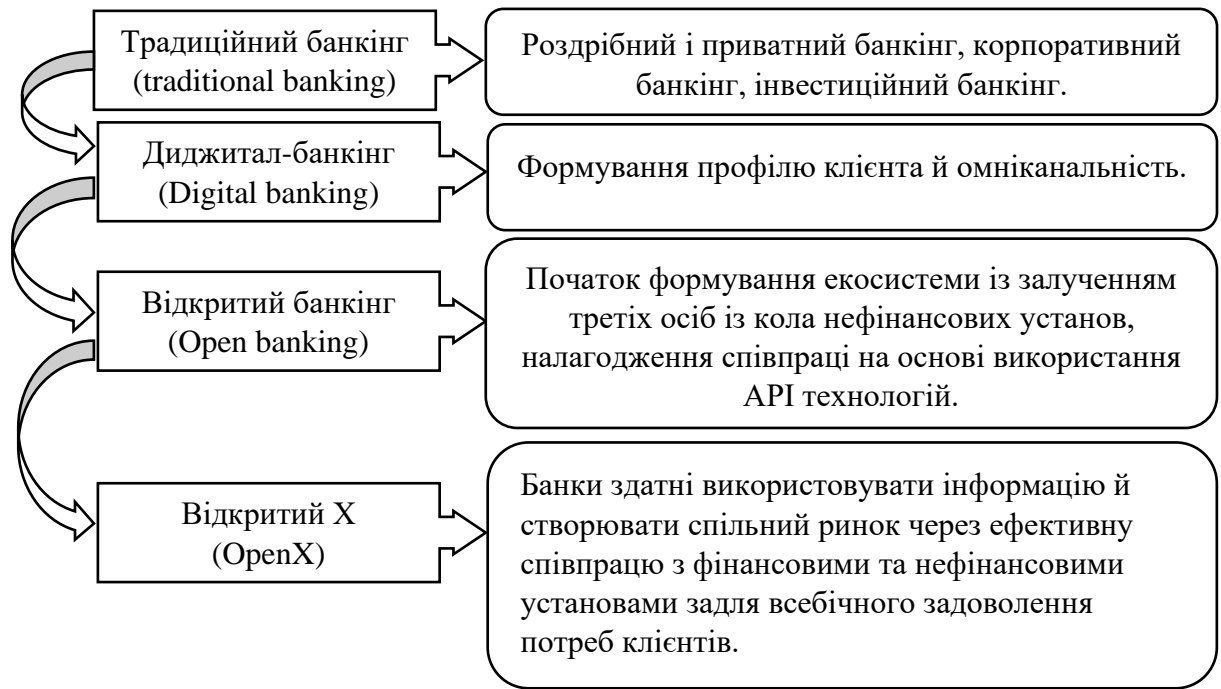 Традиційний банкінг
(traditional banking)
Роздрібний і приватний банкінг, корпоративний
банкінг, інвестиційний банкінг.
Диджитал-банкінг
(Digital banking)
Формування профілю клієнта й омніканальність.
Відкритий банкінг
(Open banking)
Початок формування екосистеми із залученням
третіх осіб із кола нефінансових установ,
налагодження співпраці на основі використання
API технологій.
Відкритий X
(OpenX)
Банки здатні використовувати інформацію й
створювати спільний ринок через ефективну
співпрацю з фінансовими та нефінансовими
установами задля всебічного задоволення
потреб клієнтів.